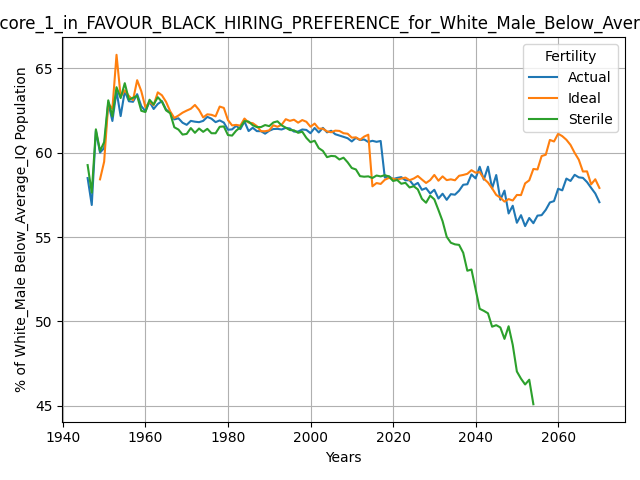 core_1_in_FAVOUR_BLACK_HIRING_PREFERENCE_for_White_Male_Below_Aver
% of White_Male Below_Average_IQ Population
65
60
55
50
45
Fertility
Actual
Ideal
Sterile
1940 1960 1980 2000 2020 2040 2060
Years